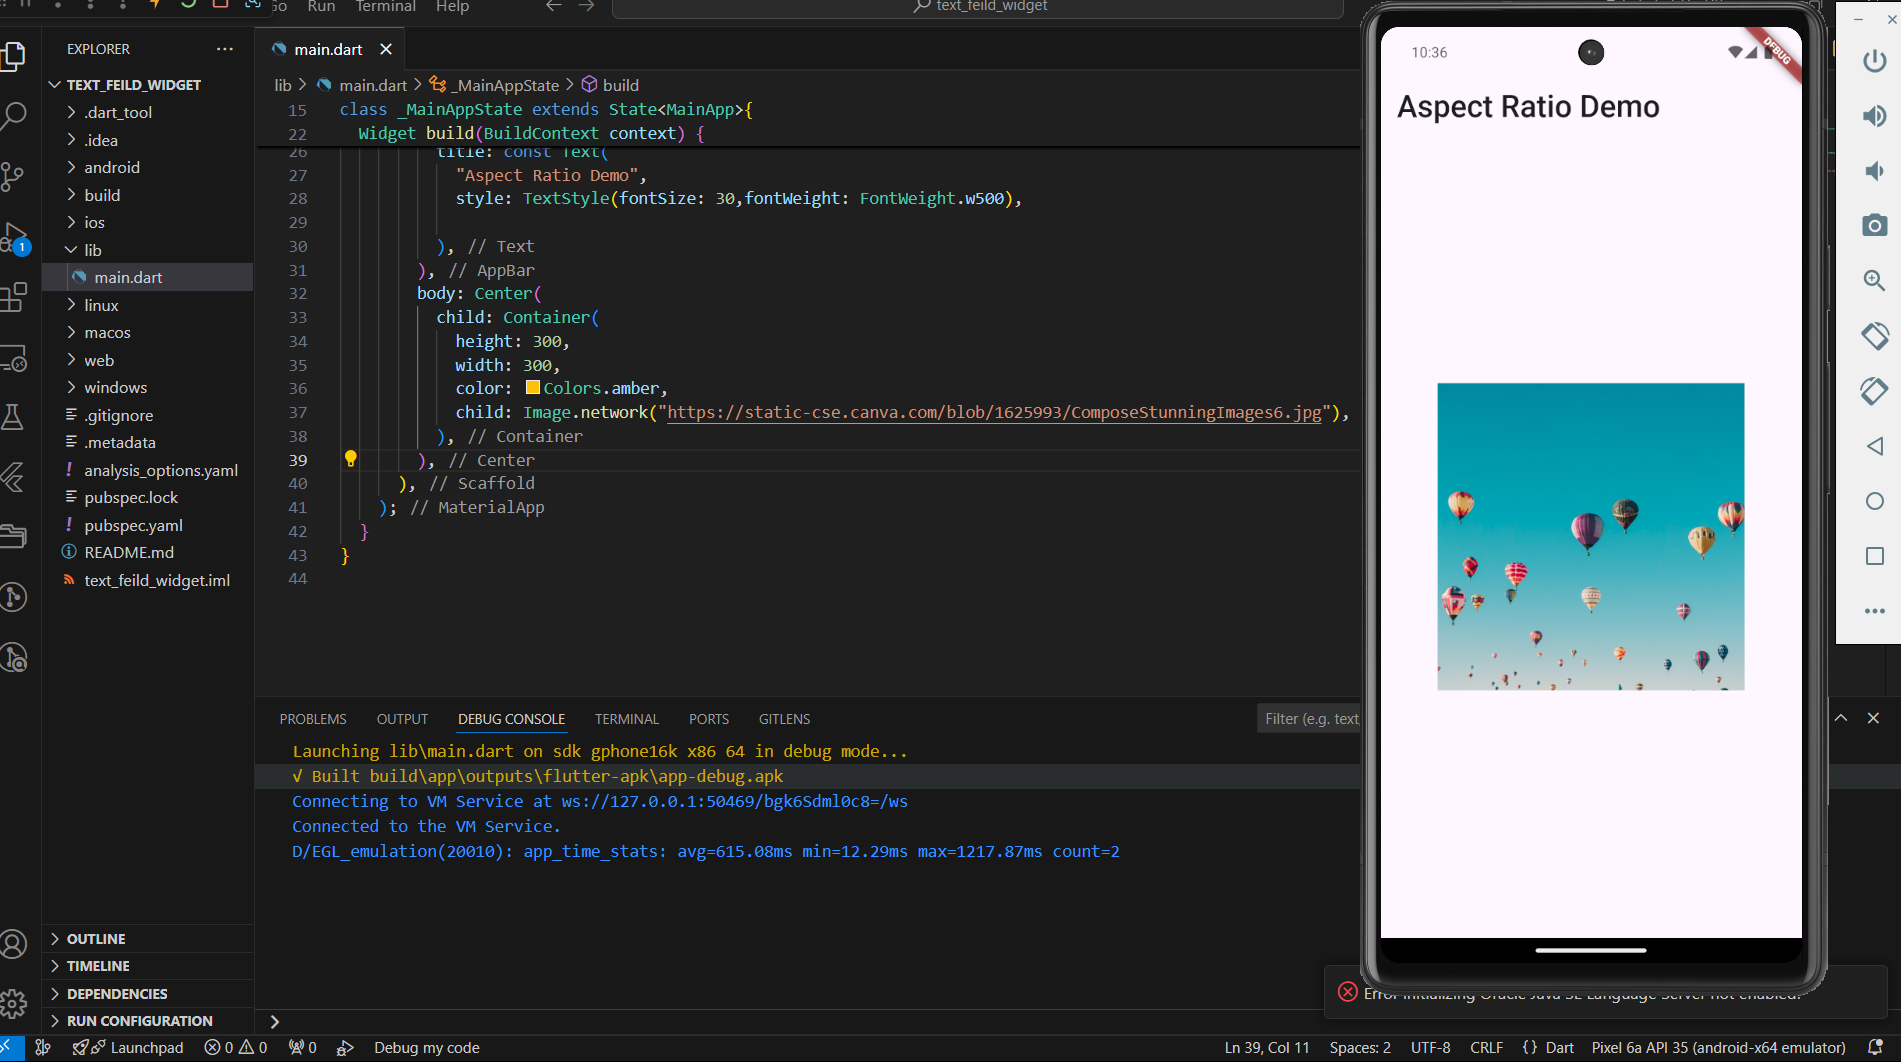 Go Run Terminal Help
text_feild_widget
EXPLORER
TEXT_FEILD_WIDGET
.dart_tool
.idea
android
build
ios
lib
main.dart
linux
macos
web
windows
.gitignore
.metadata
analysis_options.yaml
pubspec.lock
pubspec.yaml
README.md
text_feild_widget.iml
OUTLINE
TIMELINE
DEPENDENCIES
RUN CONFIGURATION
1
main.dart
lib > main.dart > _MainAppState > build
15 class _MainAppState extends State<MainApp>{
22 Widget build(BuildContext context) {
26 title: const Text(
27 "Aspect Ratio Demo",
28 style: TextStyle(fontSize: 30,fontWeight: FontWeight.w500),
29
30 ), // Text
31 ), // AppBar
32 body: Center(
33 child: Container(
34 height: 300,
35 width: 300,
36 color: Colors.amber,
37 child: Image.network("https://static-cse.canva.com/blob/1625993/ComposeStunningImages6.jpg"),
38 ), // Container
39 ), // Center
40 ), // Scaffold
41 ); // MaterialApp
42 }
43 }
44
PROBLEMS OUTPUT DEBUG CONSOLE TERMINAL PORTS GITLENS
Filter (e.g. text
Launching lib\main.dart on sdk gphone16k x86 64 in debug mode...
√ Built build\app\outputs\flutter-apk\app-debug.apk
Connecting to VM Service at ws://127.0.0.1:50469/bgk6Sdml0c8=/ws
Connected to the VM Service.
D/EGL_emulation(20010): app_time_stats: avg=615.08ms min=12.29ms max=1217.87ms count=2
10:36
DEBUG
Aspect Ratio Demo
Error initializing Oracle Java SE Language Server not enabled.
Launchpad 0 0 0 Debug my code
Ln 39, Col 11 Spaces: 2 UTF-8 CRLF {} Dart Pixel 6a API 35 (android-x64 emulator)